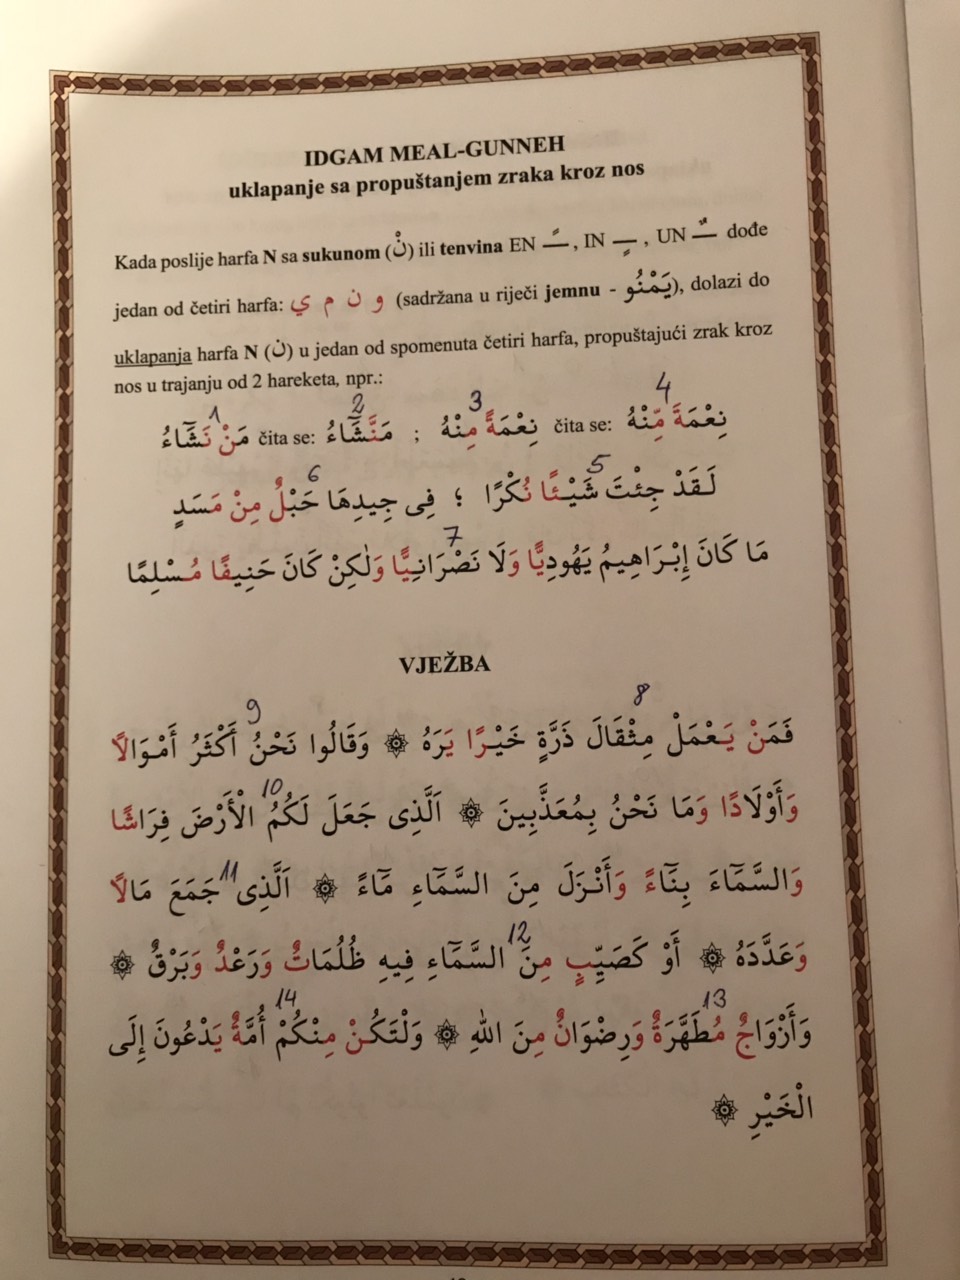 IDGAM MEAL-GUNNEH
uklapanje sa propuštanjem zraka kroz nos
Kada poslije harfa N sa sukunom (نْ) ili tenvina EN ـً , IN ـٍ , UN ـٌ dođe
jedan od četiri harfa: و ن م ي (sadržana u riječi jemnu - يَمْنُو), dolazi do
uklapanja harfa N (ن) u jedan od spomenuta četiri harfa, propuštajući zrak kroz
nos u trajanju od 2 hareketa, npr.:
1 2 3 4
مَنْ نَشَٓاءُ čita se: مَنَّشَٓاءُ ; نِعْمَةً مِنْهُ čita se: نِعْمَةَ مِّنْهُ
5 6
لَقَدْ جِئْتَ شَيْـًٔا نُكْرًا ؛ فِى جِيدِهَا حَبْلٌ مِنْ مَسَدٍ
7
مَا كَانَ إِبْرَاهِيمُ يَهُودِيًّا وَلَا نَصْرَانِيًّا وَلٰكِنْ كَانَ حَنِيفًا مُسْلِمًا
VJEŽBA
8 9
فَمَنْ يَعْمَلْ مِثْقَالَ ذَرَّةٍ خَيْرًا يَرَهُ ۞ وَقَالُوا نَحْنُ أَكْثَرُ أَمْوَالًا
10
وَأَوْلَادًا وَمَا نَحْنُ بِمُعَذَّبِينَ ۞ اَلَّذِى جَعَلَ لَكُمُ الْأَرْضَ فِرَاشًا
11
وَالسَّمَٓاءَ بِنَٓاءً وَأَنْزَلَ مِنَ السَّمَٓاءِ مَٓاءً ۞ اَلَّذِى جَمَعَ مَالًا
12
وَعَدَّدَهُ ۞ أَوْ كَصَيِّبٍ مِنَ السَّمَٓاءِ فِيهِ ظُلُمَاتٌ وَرَعْدٌ وَبَرْقٌ ۞
13 14
وَأَزْوَاجٌ مُطَهَّرَةٌ وَرِضْوَانٌ مِنَ اللهِ ۞ وَلْتَكُنْ مِنْكُمْ أُمَّةٌ يَدْعُونَ إِلَى
الْخَيْرِ ۞